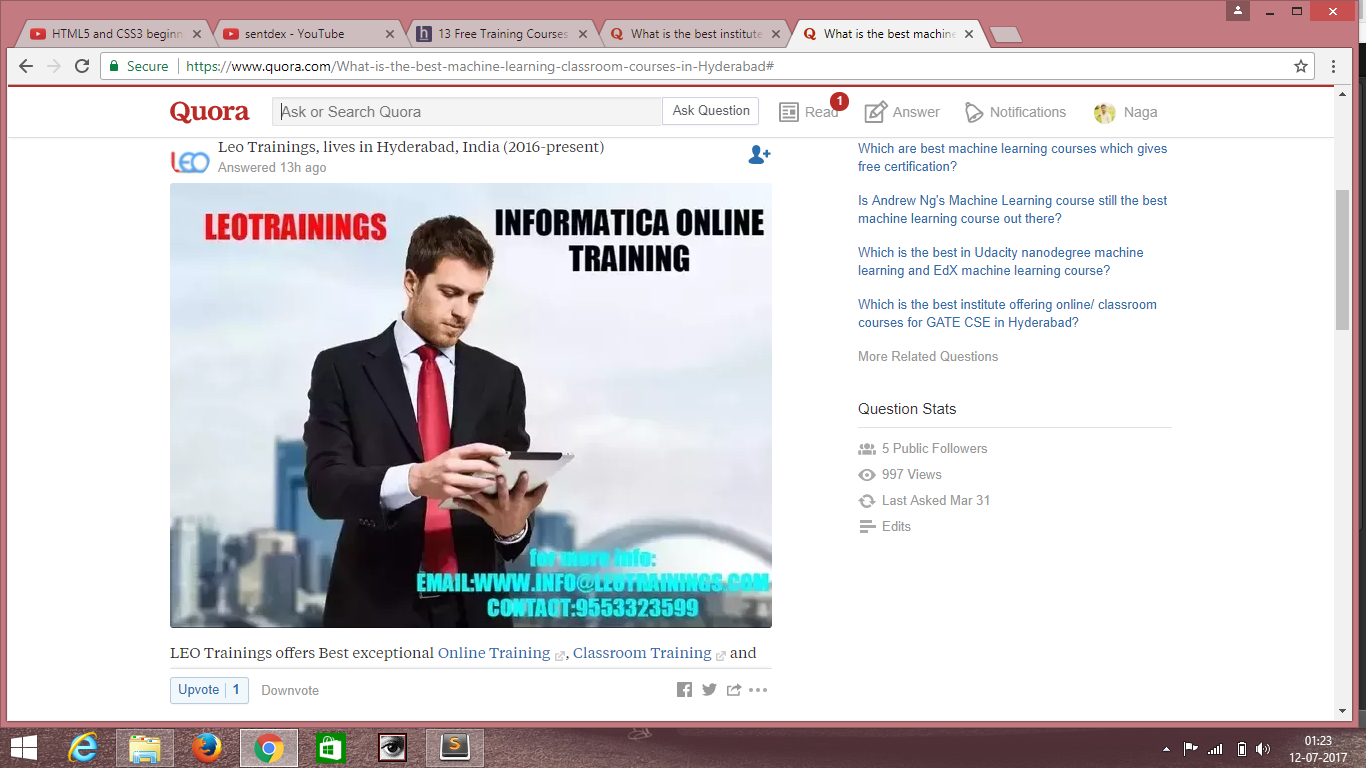 HTML5 and CSS3 beginn
sentdex - YouTube
13 Free Training Courses
What is the best institute
What is the best machine
Secure
https://www.quora.com/What-is-the-best-machine-learning-classroom-courses-in-Hyderabad#
Quora
Ask or Search Quora
Ask Question
Read
1
Answer
Notifications
Naga
LEO
Leo Trainings, lives in Hyderabad, India (2016-present)
Answered 13h ago
LEOTRAININGS
INFORMATICA ONLINE
TRAINING
for more info:
EMAIL:WWW.INFO@LEOTRAININGS.COM
CONTACT:9553323599
LEO Trainings offers Best exceptional Online Training , Classroom Training and
Upvote 1
Downvote
Which are best machine learning courses which gives
free certification?
Is Andrew Ng's Machine Learning course still the best
machine learning course out there?
Which is the best in Udacity nanodegree machine
learning and EdX machine learning course?
Which is the best institute offering online/ classroom
courses for GATE CSE in Hyderabad?
More Related Questions
Question Stats
5 Public Followers
997 Views
Last Asked Mar 31
Edits
01:23
12-07-2017